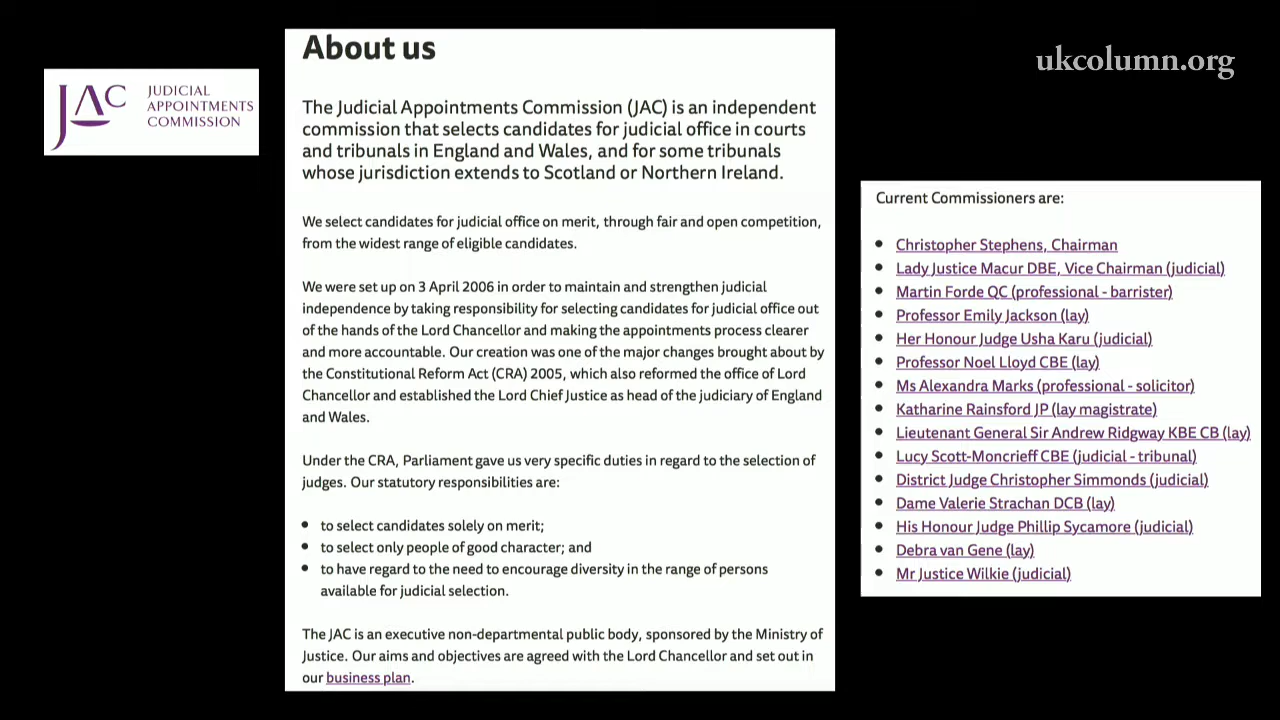 ukcolumn.org
JAC
JUDICIAL
APPOINTMENTS
COMMISSION
About us
The Judicial Appointments Commission (JAC) is an independent
commission that selects candidates for judicial office in courts
and tribunals in England and Wales, and for some tribunals
whose jurisdiction extends to Scotland or Northern Ireland.
We select candidates for judicial office on merit, through fair and open competition,
from the widest range of eligible candidates.
We were set up on 3 April 2006 in order to maintain and strengthen judicial
independence by taking responsibility for selecting candidates for judicial office out
of the hands of the Lord Chancellor and making the appointments process clearer
and more accountable. Our creation was one of the major changes brought about by
the Constitutional Reform Act (CRA) 2005, which also reformed the office of Lord
Chancellor and established the Lord Chief Justice as head of the judiciary of England
and Wales.
Under the CRA, Parliament gave us very specific duties in regard to the selection of
judges. Our statutory responsibilities are:
• to select candidates solely on merit;
• to select only people of good character; and
• to have regard to the need to encourage diversity in the range of persons
available for judicial selection.
The JAC is an executive non-departmental public body, sponsored by the Ministry of
Justice. Our aims and objectives are agreed with the Lord Chancellor and set out in
our business plan.
Current Commissioners are:
• Christopher Stephens, Chairman
• Lady Justice Macur DBE, Vice Chairman (judicial)
• Martin Forde QC (professional - barrister)
• Professor Emily Jackson (lay)
• Her Honour Judge Usha Karu (judicial)
• Professor Noel Lloyd CBE (lay)
• Ms Alexandra Marks (professional - solicitor)
• Katharine Rainsford JP (lay magistrate)
• Lieutenant General Sir Andrew Ridgway KBE CB (lay)
• Lucy Scott-Moncrieff CBE (judicial - tribunal)
• District Judge Christopher Simmonds (judicial)
• Dame Valerie Strachan DCB (lay)
• His Honour Judge Phillip Sycamore (judicial)
• Debra van Gene (lay)
• Mr Justice Wilkie (judicial)